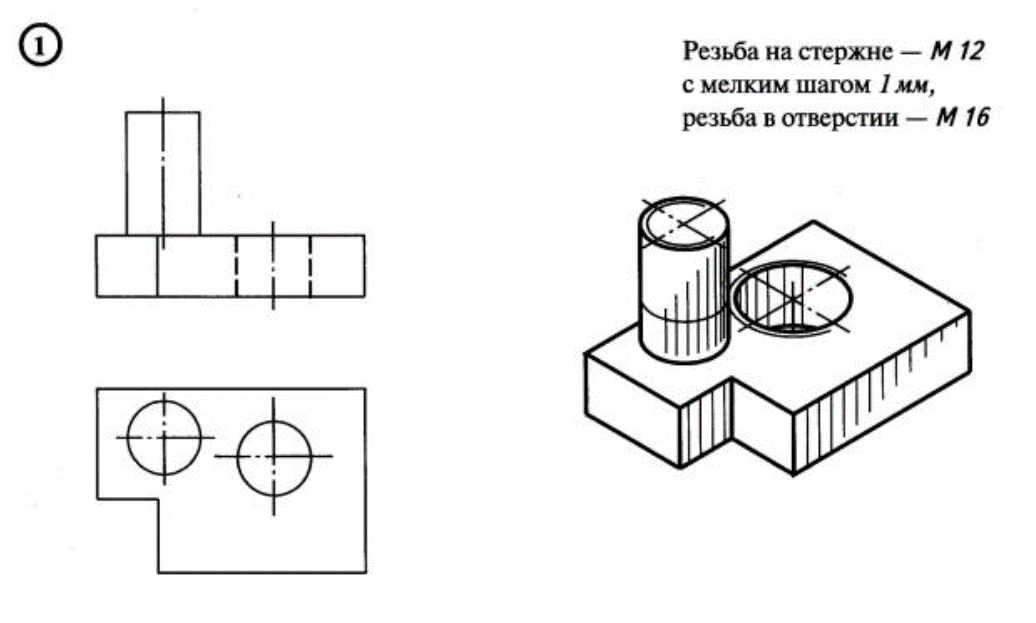 1
Резьба на стержне — М 12
с мелким шагом 1 мм,
резьба в отверстии — М 16